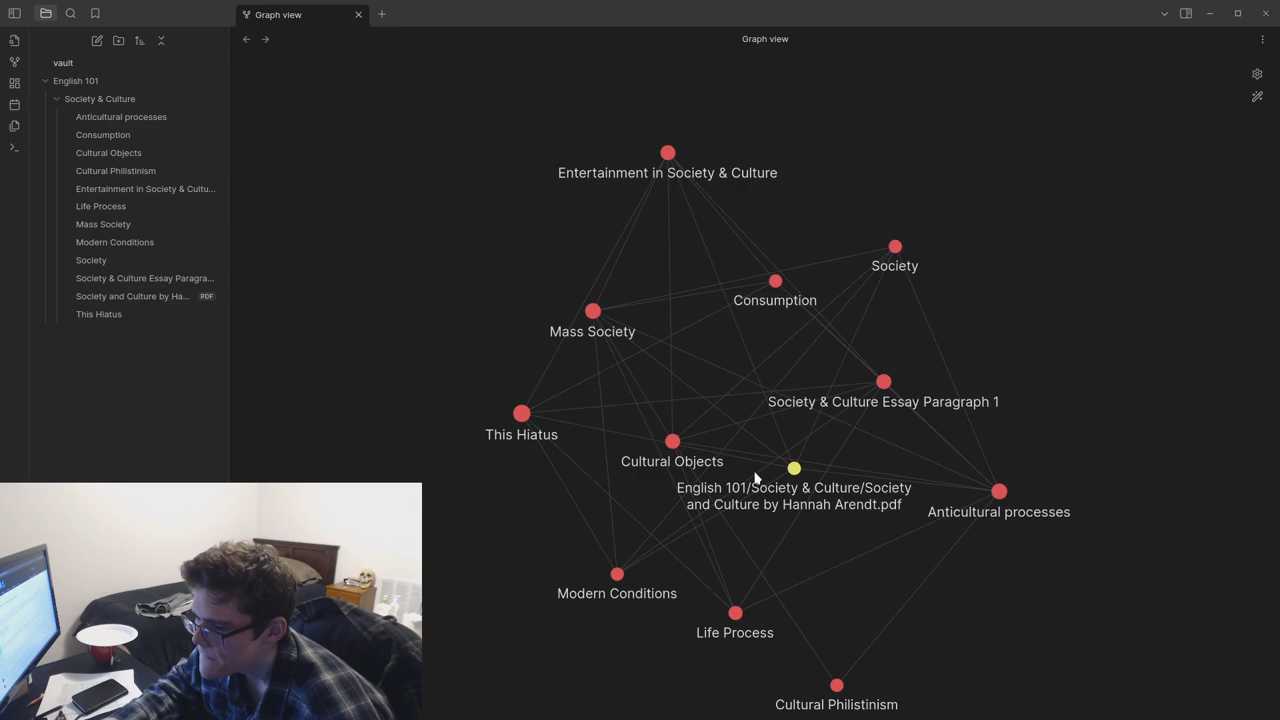 Graph view
Graph view
vault
English 101
Society & Culture
Anticultural processes
Consumption
Cultural Objects
Cultural Philistinism
Entertainment in Society & Cultu...
Life Process
Mass Society
Modern Conditions
Society
Society & Culture Essay Paragra...
Society and Culture by Ha... PDF
This Hiatus
Entertainment in Society & Culture
Society
Consumption
Mass Society
Society & Culture Essay Paragraph 1
This Hiatus
Cultural Objects
English 101/Society & Culture/Society
and Culture by Hannah Arendt.pdf
Anticultural processes
Modern Conditions
Life Process
Cultural Philistinism